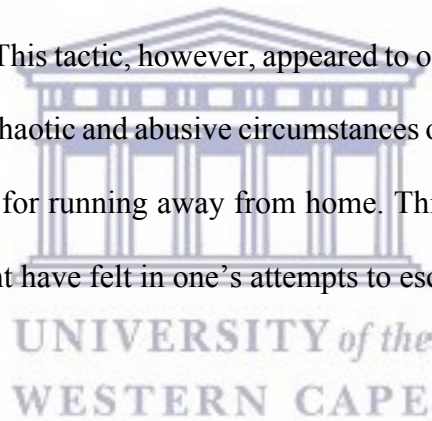 This tactic, however, appeared to o
haotic and abusive circumstances o
for running away from home. Thi
t have felt in one's attempts to esc
UNIVERSITY of the
WESTERN CAPE